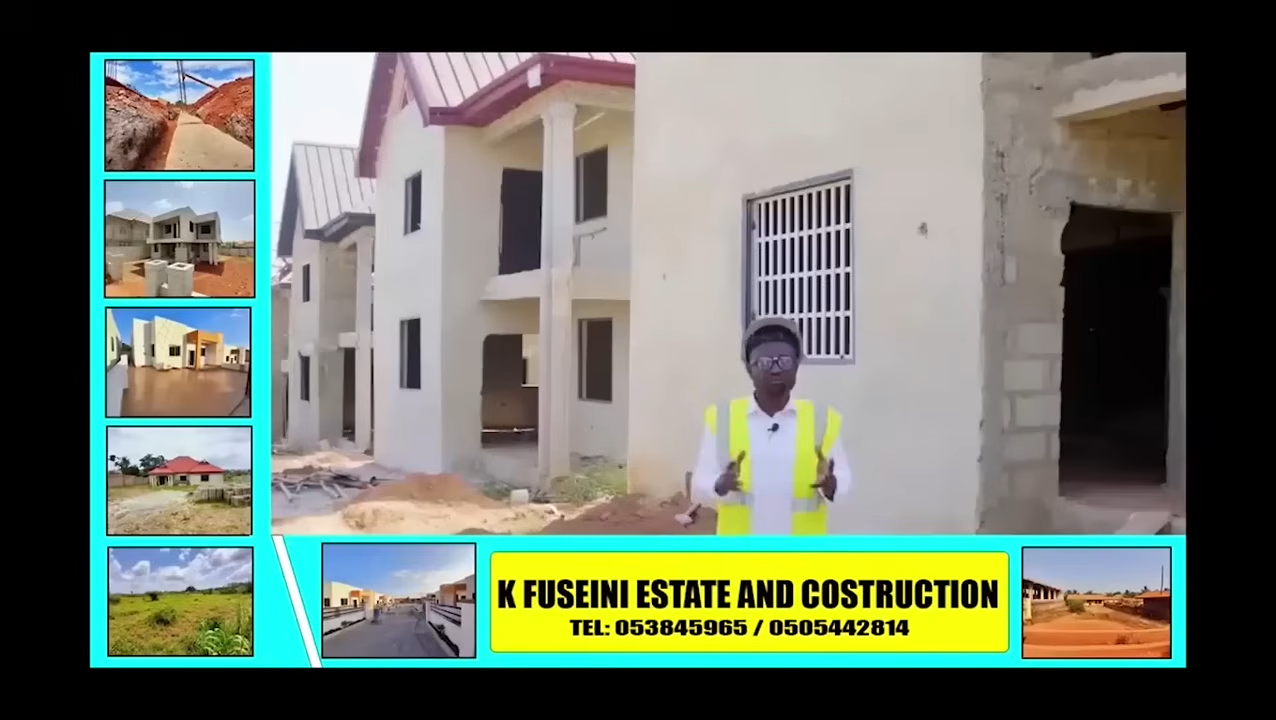 K FUSEINI ESTATE AND COSTRUCTION
TEL: 053845965 / 0505442814